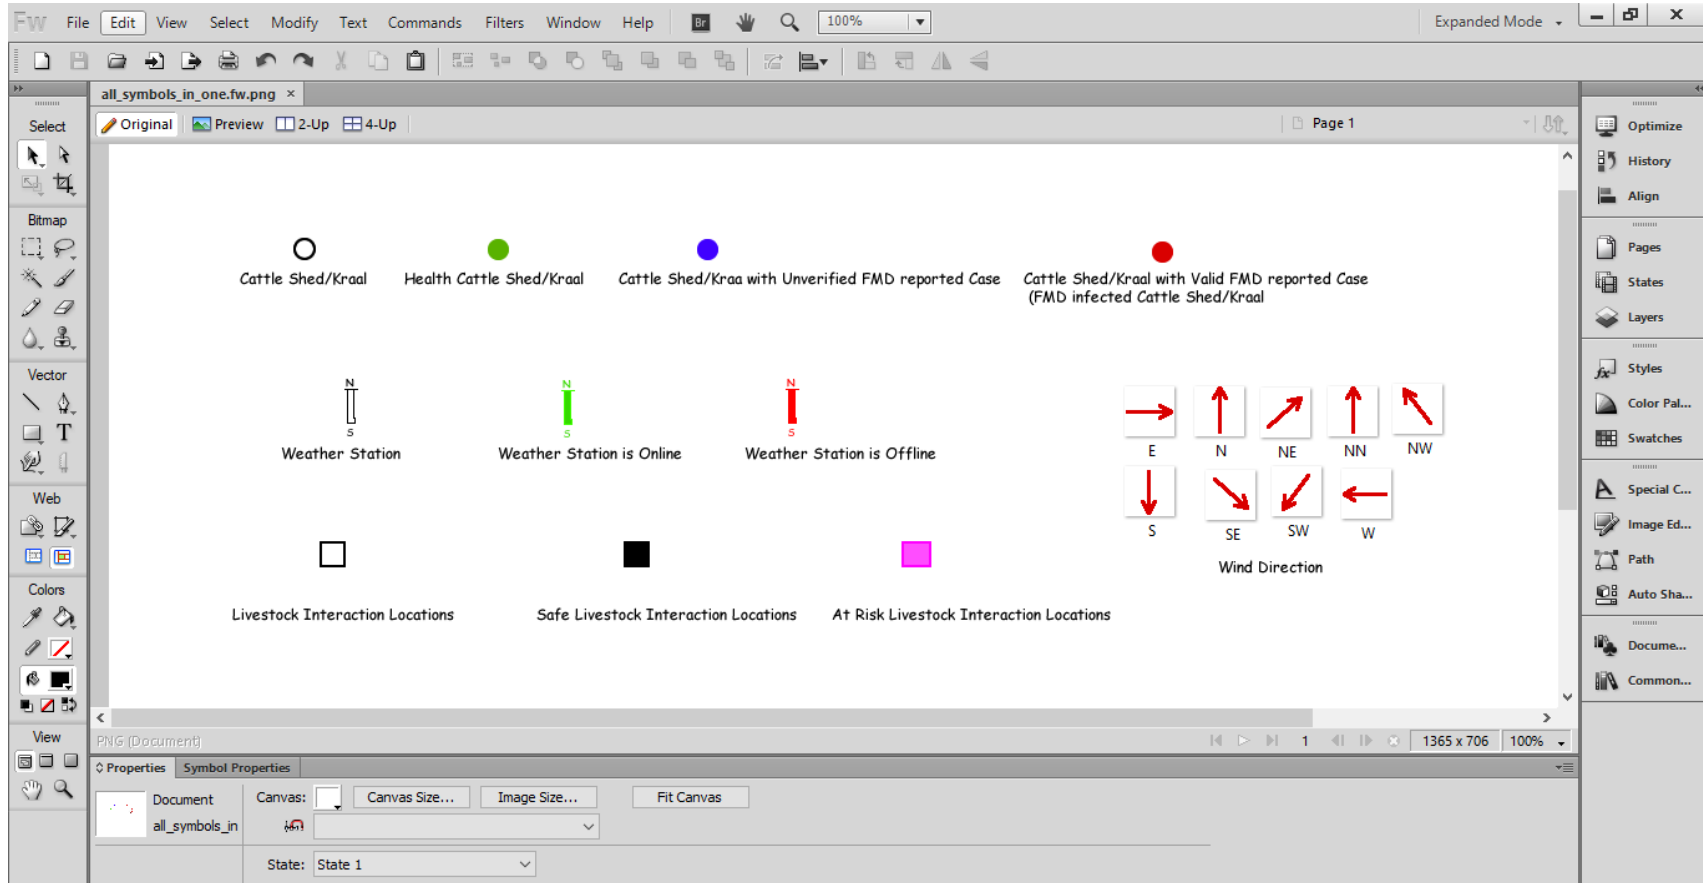 Fw File Edit View Select Modify Text Commands Filters Window Help Br 100% Expanded Mode
all_symbols_in_one.fw.png ×
Original Preview 2-Up 4-Up Page 1
Select
Bitmap
Vector
T
Web
Colors
View
Cattle Shed/Kraal
Health Cattle Shed/Kraal
Cattle Shed/Kraa with Unverified FMD reported Case
Cattle Shed/Kraal with Valid FMD reported Case
(FMD infected Cattle Shed/Kraal
N
S
Weather Station
N
S
Weather Station is Online
N
S
Weather Station is Offline
E N NE NN NW
S SE SW W
Wind Direction
Livestock Interaction Locations
Safe Livestock Interaction Locations
At Risk Livestock Interaction Locations
Optimize
History
Align
Pages
States
Layers
Styles
Color Pal...
Swatches
Special C...
Image Ed...
Path
Auto Sha...
Docume...
Common...
PNG (Document) 1 1365 x 706 100%
Properties Symbol Properties
Document Canvas: Canvas Size... Image Size... Fit Canvas
all_symbols_in
State: State 1